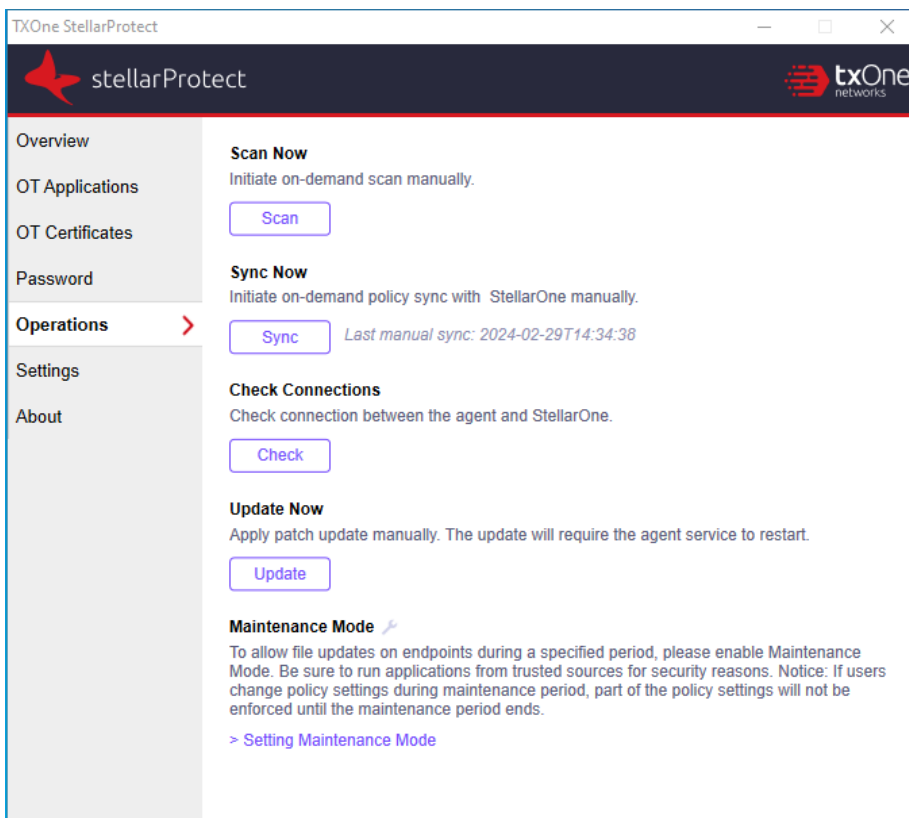 TXOne StellarProtect
stellarProtect
txOne
networks
Overview
OT Applications
OT Certificates
Password
Operations
Settings
About
Scan Now
Initiate on-demand scan manually.
Scan
Sync Now
Initiate on-demand policy sync with  StellarOne manually.
Sync
Last manual sync: 2024-02-29T14:34:38
Check Connections
Check connection between the agent and StellarOne.
Check
Update Now
Apply patch update manually. The update will require the agent service to restart.
Update
Maintenance Mode
To allow file updates on endpoints during a specified period, please enable Maintenance
Mode. Be sure to run applications from trusted sources for security reasons. Notice: If users
change policy settings during maintenance period, part of the policy settings will not be
enforced until the maintenance period ends.
> Setting Maintenance Mode